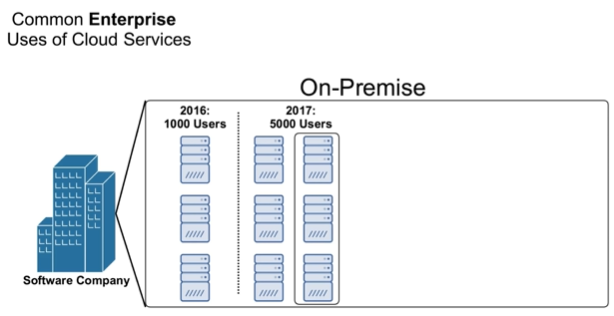 Common Enterprise
Uses of Cloud Services
On-Premise
2016:
1000 Users
2017:
5000 Users
Software Company